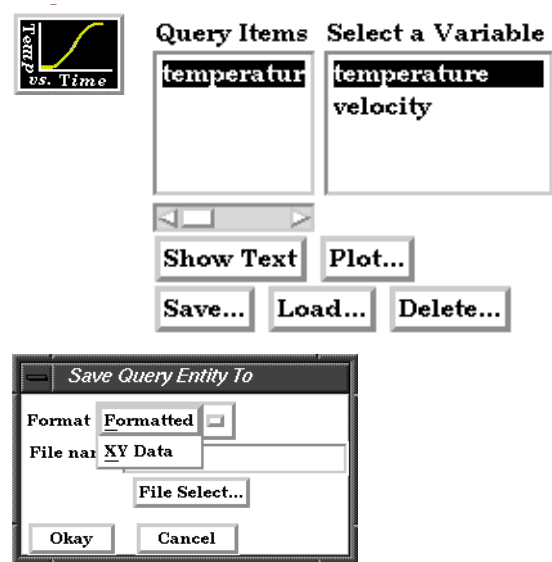 Temp
vs. Time
Query Items Select a Variable
temperatur temperature
velocity
Show Text Plot...
Save... Load... Delete...
Save Query Entity To
Format Formatted
File nar XY Data
File Select...
Okay Cancel